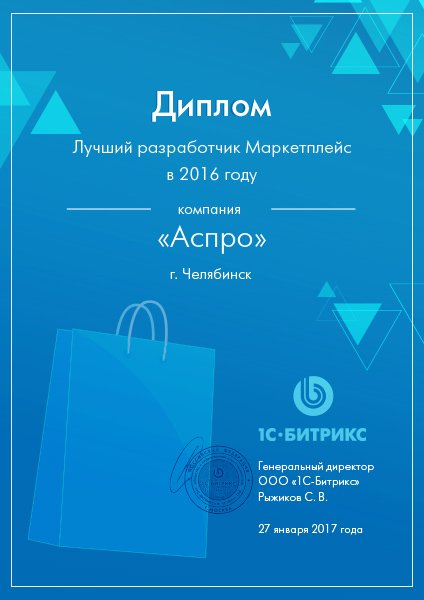 Диплом
Лучший разработчик Маркетплейс
в 2016 году
компания
«Аспро»
г. Челябинск
1С·БИТРИКС
Генеральный директор
ООО «1С-Битрикс»
Рыжиков С. В.
27 января 2017 года